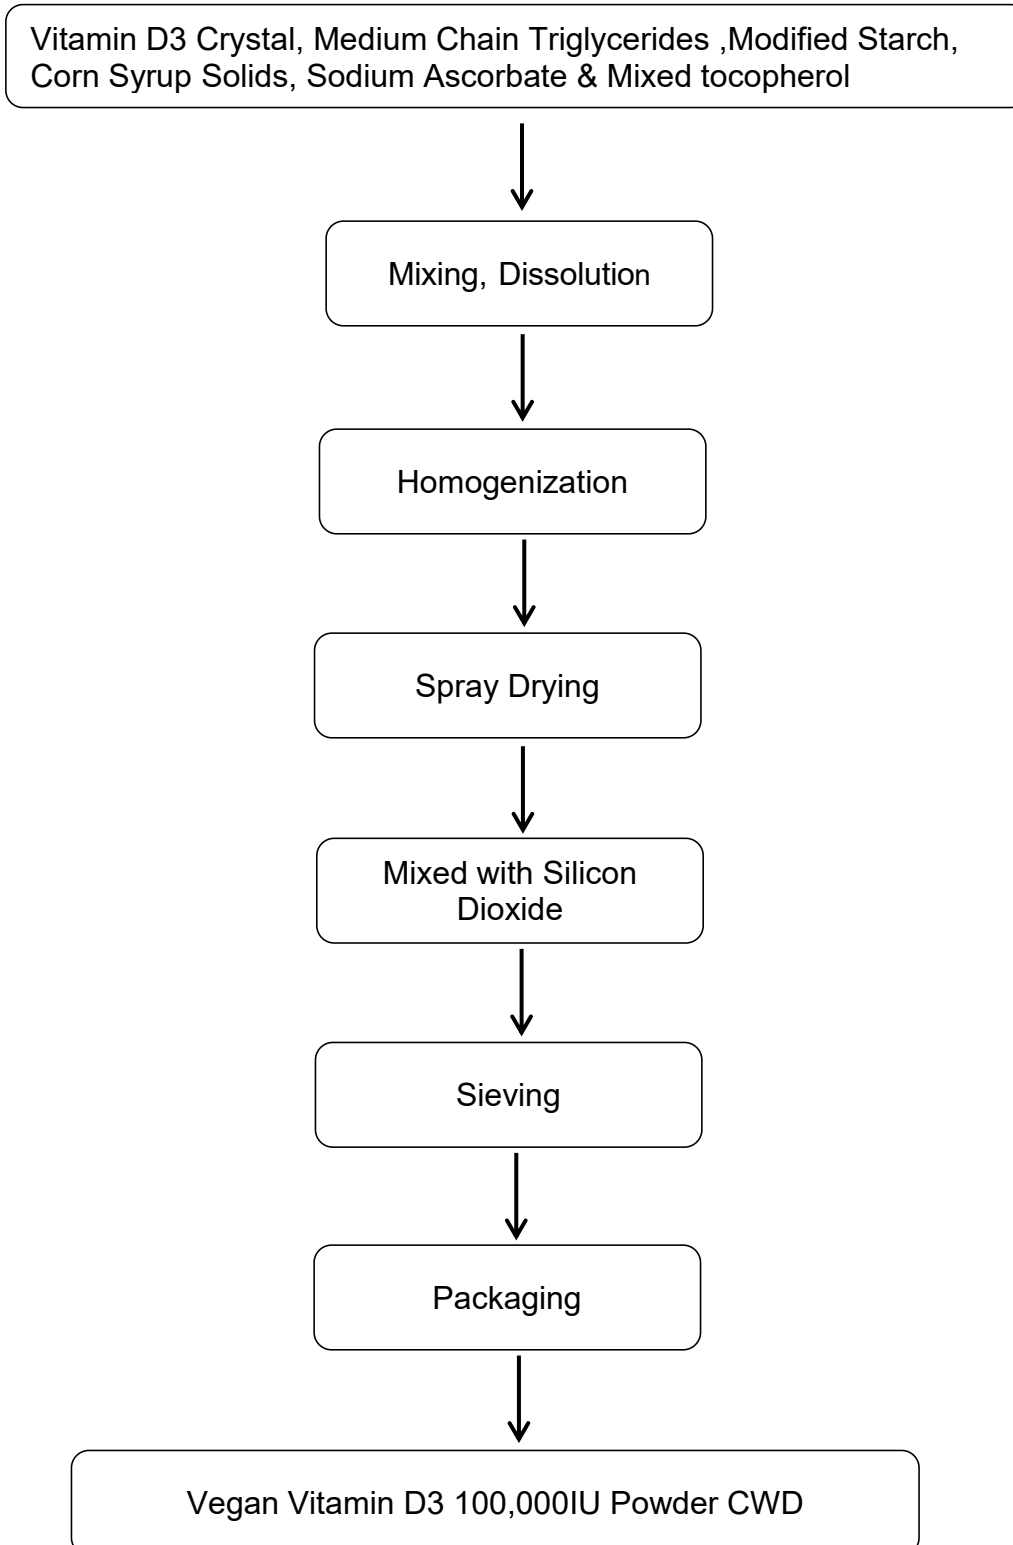 Vitamin D3 Crystal, Medium Chain Triglycerides ,Modified Starch,
Corn Syrup Solids, Sodium Ascorbate & Mixed tocopherol
Mixing, Dissolution
Homogenization
Spray Drying
Mixed with Silicon
Dioxide
Sieving
Packaging
Vegan Vitamin D3 100,000IU Powder CWD